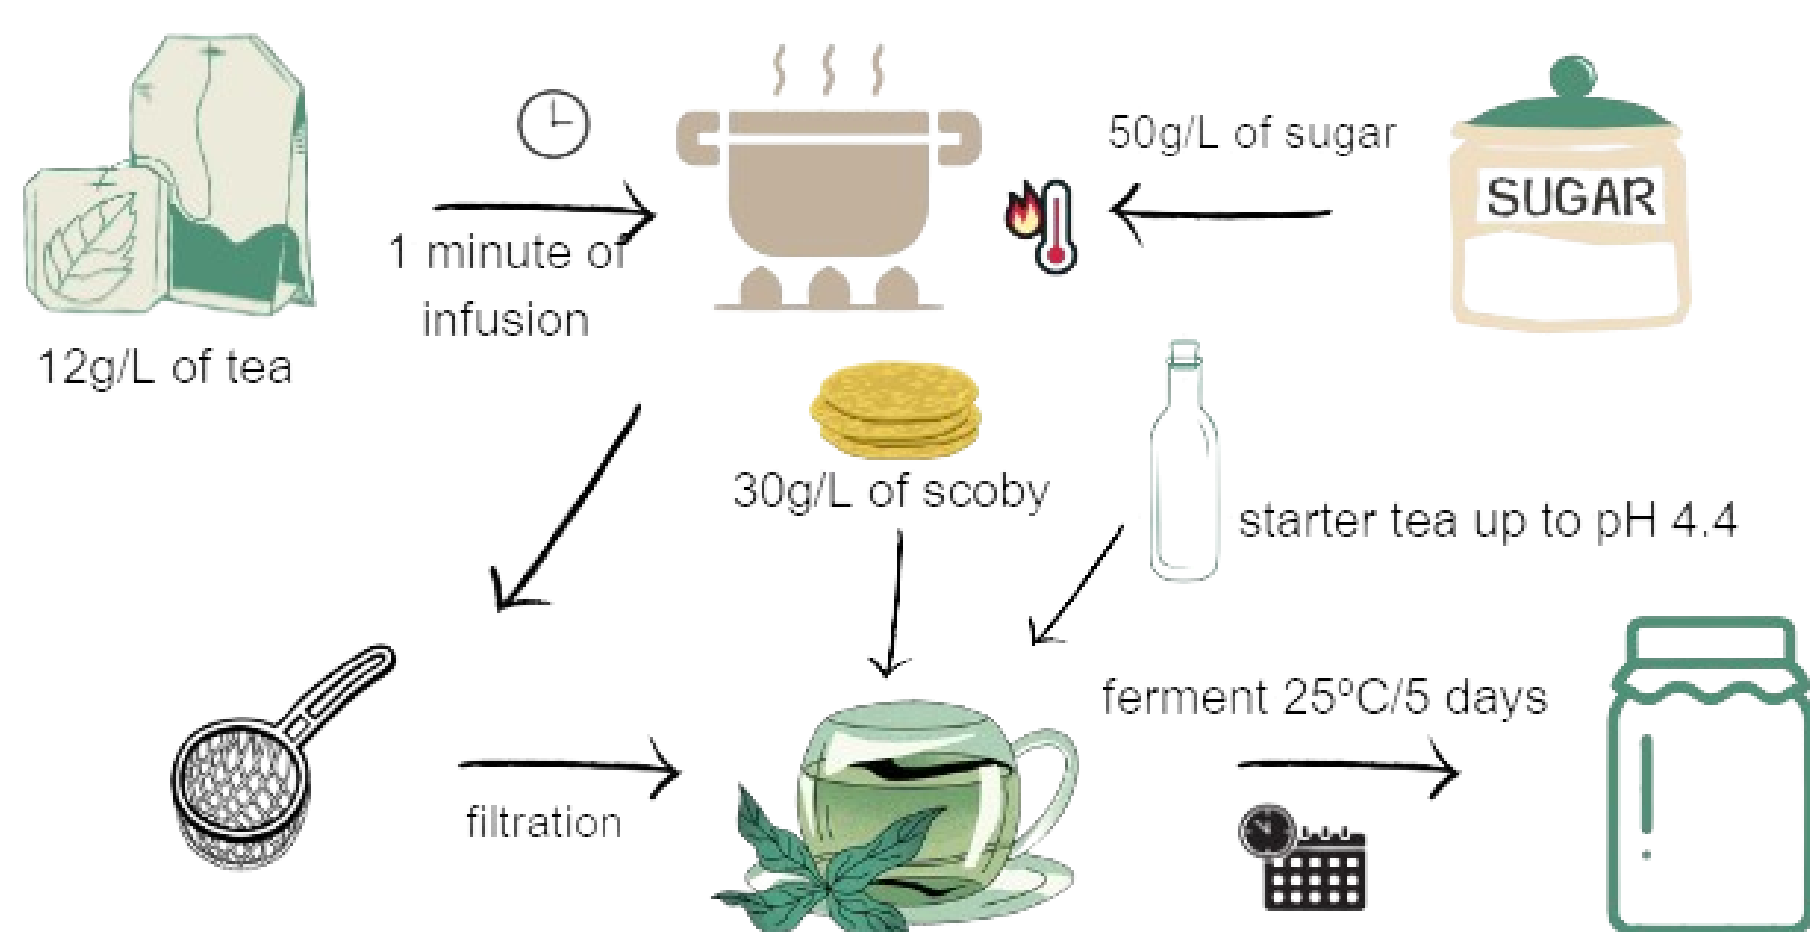 50g/L of sugar
SUGAR
1 minute of
infusion
12g/L of tea
30g/L of scoby
starter tea up to pH 4.4
ferment 25ºC/5 days
filtration